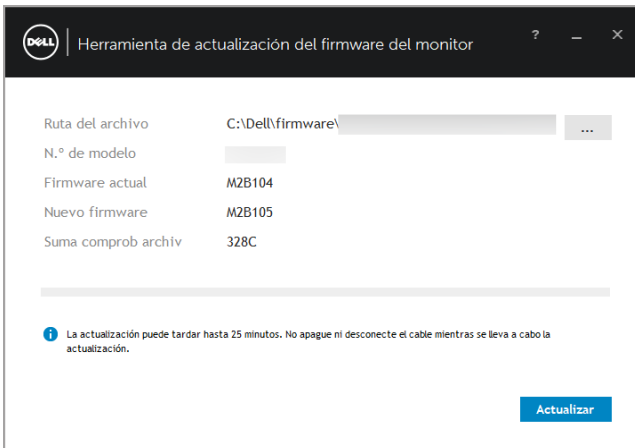 DELL Herramienta de actualización del firmware del monitor ? _ ×
Ruta del archivo C:\Dell\firmware\ ...
N.º de modelo
Firmware actual M2B104
Nuevo firmware M2B105
Suma comprob archiv 328C
La actualización puede tardar hasta 25 minutos. No apague ni desconecte el cable mientras se lleva a cabo la
actualización.
Actualizar